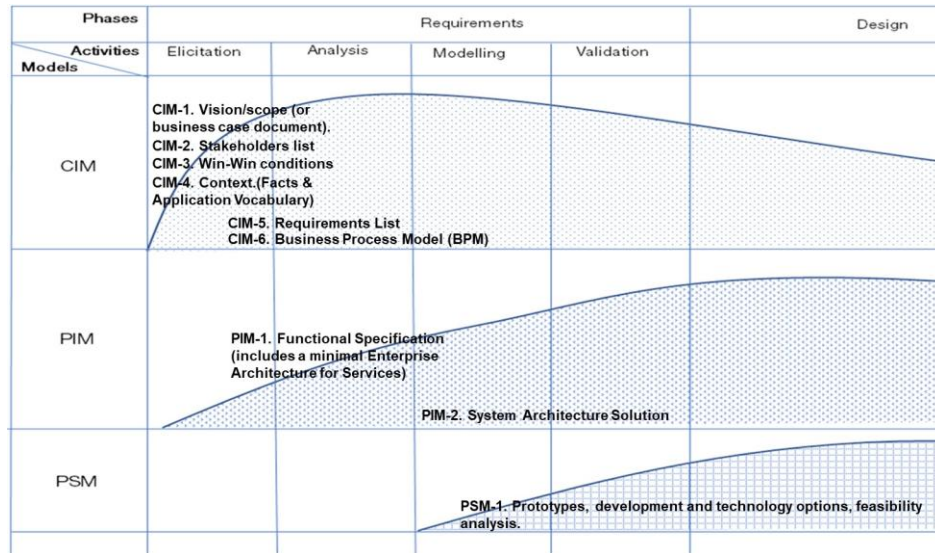 Phases
Requirements
Design
Activities
Models
Elicitation
Analysis
Modelling
Validation
CIM
CIM-1. Vision/scope (or
business case document).
CIM-2. Stakeholders list
CIM-3. Win-Win conditions
CIM-4. Context.(Facts &
Application Vocabulary)
CIM-5. Requirements List
CIM-6. Business Process Model (BPM)
PIM
PIM-1. Functional Specification
(includes a minimal Enterprise
Architecture for Services)
PIM-2. System Architecture Solution
PSM
PSM-1. Prototypes, development and technology options, feasibility
analysis.